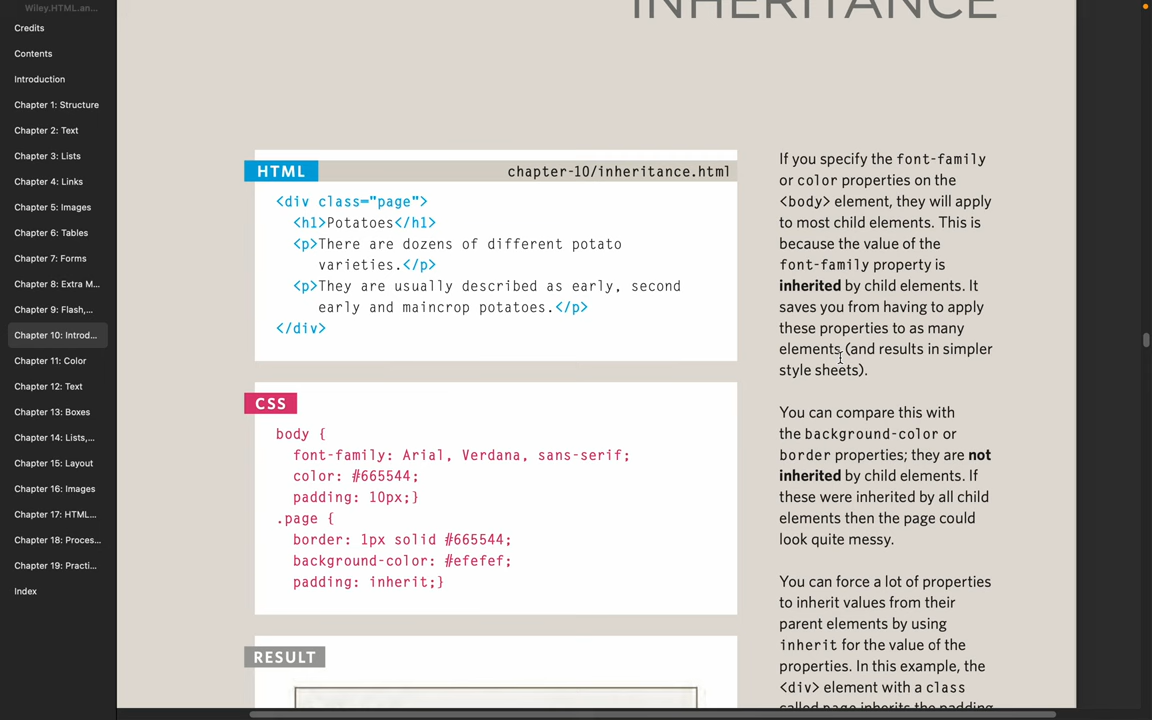 Wiley.HTML.an...
Credits
Contents
Introduction
Chapter 1: Structure
Chapter 2: Text
Chapter 3: Lists
Chapter 4: Links
Chapter 5: Images
Chapter 6: Tables
Chapter 7: Forms
Chapter 8: Extra M...
Chapter 9: Flash,...
Chapter 10: Introd...
Chapter 11: Color
Chapter 12: Text
Chapter 13: Boxes
Chapter 14: Lists,...
Chapter 15: Layout
Chapter 16: Images
Chapter 17: HTML...
Chapter 18: Proces...
Chapter 19: Practi...
Index
INHERITANCE
HTML chapter-10/inheritance.html
<div class="page">
<h1>Potatoes</h1>
<p>There are dozens of different potato
varieties.</p>
<p>They are usually described as early, second
early and maincrop potatoes.</p>
</div>
CSS
body {
font-family: Arial, Verdana, sans-serif;
color: #665544;
padding: 10px;}
.page {
border: 1px solid #665544;
background-color: #efefef;
padding: inherit;}
RESULT
If you specify the font-family
or color properties on the
<body> element, they will apply
to most child elements. This is
because the value of the
font-family property is
inherited by child elements. It
saves you from having to apply
these properties to as many
elements (and results in simpler
style sheets).
You can compare this with
the background-color or
border properties; they are not
inherited by child elements. If
these were inherited by all child
elements then the page could
look quite messy.
You can force a lot of properties
to inherit values from their
parent elements by using
inherit for the value of the
properties. In this example, the
<div> element with a class
called page inherits the padding